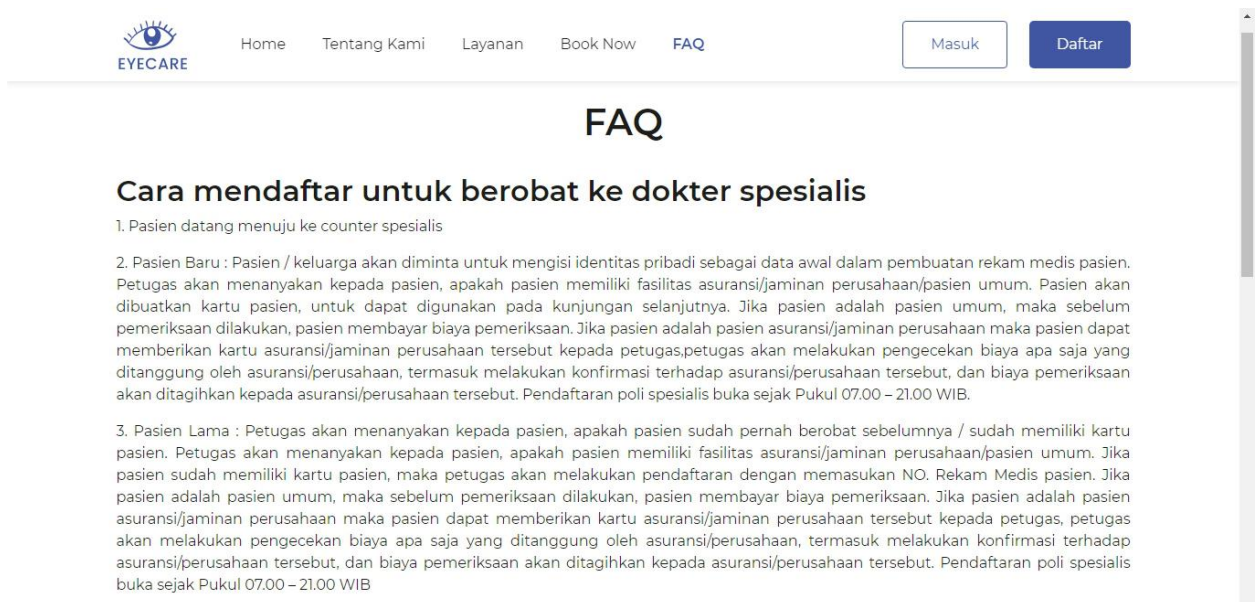 EYECARE
Home Tentang Kami Layanan Book Now FAQ Masuk Daftar
FAQ
Cara mendaftar untuk berobat ke dokter spesialis
1. Pasien datang menuju ke counter spesialis
2. Pasien Baru : Pasien / keluarga akan diminta untuk mengisi identitas pribadi sebagai data awal dalam pembuatan rekam medis pasien.
Petugas akan menanyakan kepada pasien, apakah pasien memiliki fasilitas asuransi/jaminan perusahaan/pasien umum. Pasien akan
dibuatkan kartu pasien, untuk dapat digunakan pada kunjungan selanjutnya. Jika pasien adalah pasien umum, maka sebelum
pemeriksaan dilakukan, pasien membayar biaya pemeriksaan. Jika pasien adalah pasien asuransi/jaminan perusahaan maka pasien dapat
memberikan kartu asuransi/jaminan perusahaan tersebut kepada petugas,petugas akan melakukan pengecekan biaya apa saja yang
ditanggung oleh asuransi/perusahaan, termasuk melakukan konfirmasi terhadap asuransi/perusahaan tersebut, dan biaya pemeriksaan
akan ditagihkan kepada asuransi/perusahaan tersebut. Pendaftaran poli spesialis buka sejak Pukul 07.00 – 21.00 WIB.
3. Pasien Lama : Petugas akan menanyakan kepada pasien, apakah pasien sudah pernah berobat sebelumnya / sudah memiliki kartu
pasien. Petugas akan menanyakan kepada pasien, apakah pasien memiliki fasilitas asuransi/jaminan perusahaan/pasien umum. Jika
pasien sudah memiliki kartu pasien, maka petugas akan melakukan pendaftaran dengan memasukan NO. Rekam Medis pasien. Jika
pasien adalah pasien umum, maka sebelum pemeriksaan dilakukan, pasien membayar biaya pemeriksaan. Jika pasien adalah pasien
asuransi/jaminan perusahaan maka pasien dapat memberikan kartu asuransi/jaminan perusahaan tersebut kepada petugas, petugas
akan melakukan pengecekan biaya apa saja yang ditanggung oleh asuransi/perusahaan, termasuk melakukan konfirmasi terhadap
asuransi/perusahaan tersebut, dan biaya pemeriksaan akan ditagihkan kepada asuransi/perusahaan tersebut. Pendaftaran poli spesialis
buka sejak Pukul 07.00 – 21.00 WIB